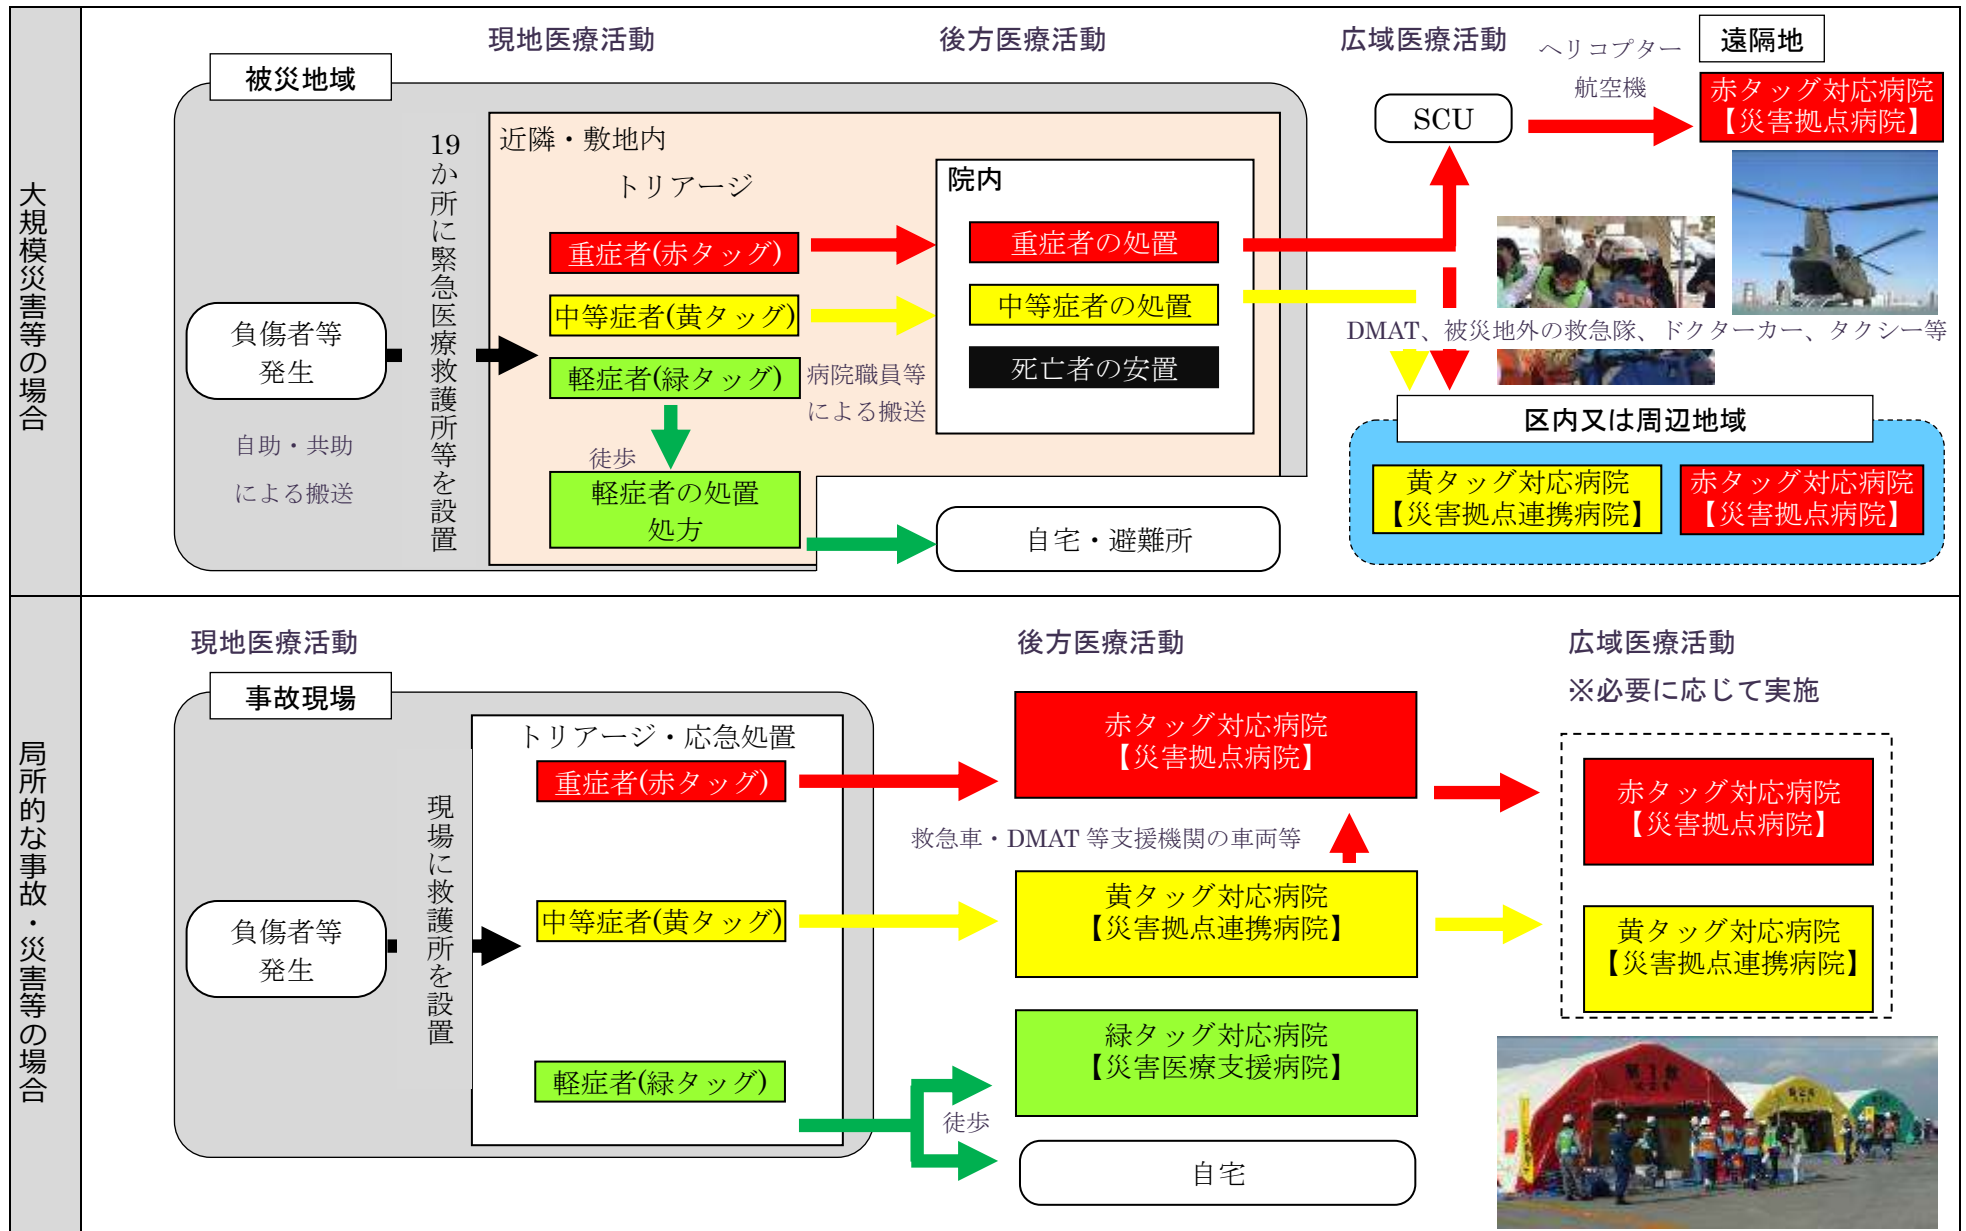 大規模災害等の場合
現地医療活動
後方医療活動
広域医療活動
被災地域
負傷者等
発生
自助・共助
による搬送
19か所に緊急医療救護所等を設置
近隣・敷地内
トリアージ
重症者(赤タッグ)
中等症者(黄タッグ)
軽症者(緑タッグ)
病院職員等
による搬送
徒歩
軽症者の処置
処方
院内
重症者の処置
中等症者の処置
死亡者の安置
自宅・避難所
SCU
ヘリコプター
航空機
遠隔地
赤タッグ対応病院
【災害拠点病院】
DMAT、被災地外の救急隊、ドクターカー、タクシー等
区内又は周辺地域
黄タッグ対応病院
【災害拠点連携病院】
赤タッグ対応病院
【災害拠点病院】
局所的な事故・災害等の場合
現地医療活動
後方医療活動
広域医療活動
※必要に応じて実施
事故現場
負傷者等
発生
現場に救護所を設置
トリアージ・応急処置
重症者(赤タッグ)
中等症者(黄タッグ)
軽症者(緑タッグ)
赤タッグ対応病院
【災害拠点病院】
救急車・DMAT等支援機関の車両等
黄タッグ対応病院
【災害拠点連携病院】
緑タッグ対応病院
【災害医療支援病院】
徒歩
自宅
赤タッグ対応病院
【災害拠点病院】
黄タッグ対応病院
【災害拠点連携病院】